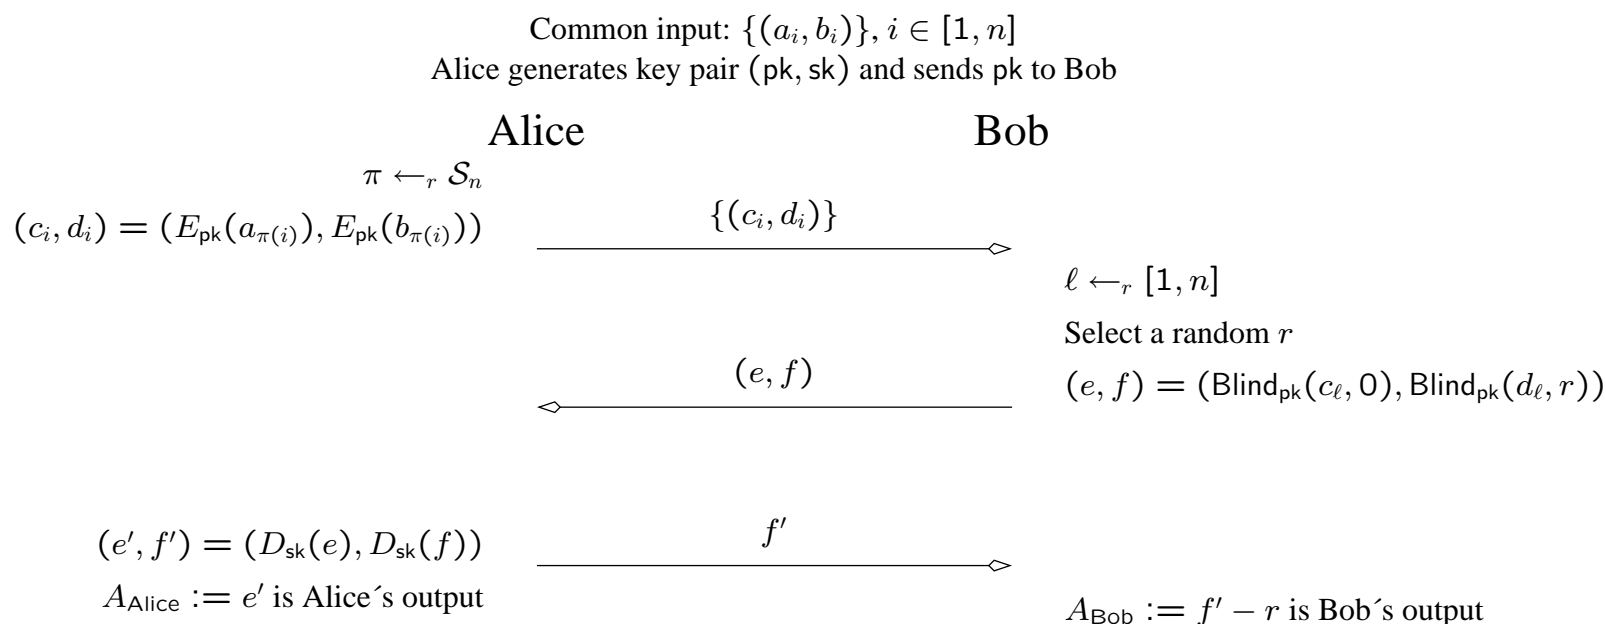 Common input: {(a_i, b_i)}, i ∈ [1, n]
Alice generates key pair (pk, sk) and sends pk to Bob
Alice Bob
π ←_r 𝒮_n
(c_i, d_i) = (E_pk(a_π(i)), E_pk(b_π(i))) {(c_i, d_i)}
ℓ ←_r [1, n]
Select a random r
(e, f) (e, f) = (Blind_pk(c_ℓ, 0), Blind_pk(d_ℓ, r))
(e′, f′) = (D_sk(e), D_sk(f)) f′
A_Alice := e′ is Alice´s output A_Bob := f′ − r is Bob´s output